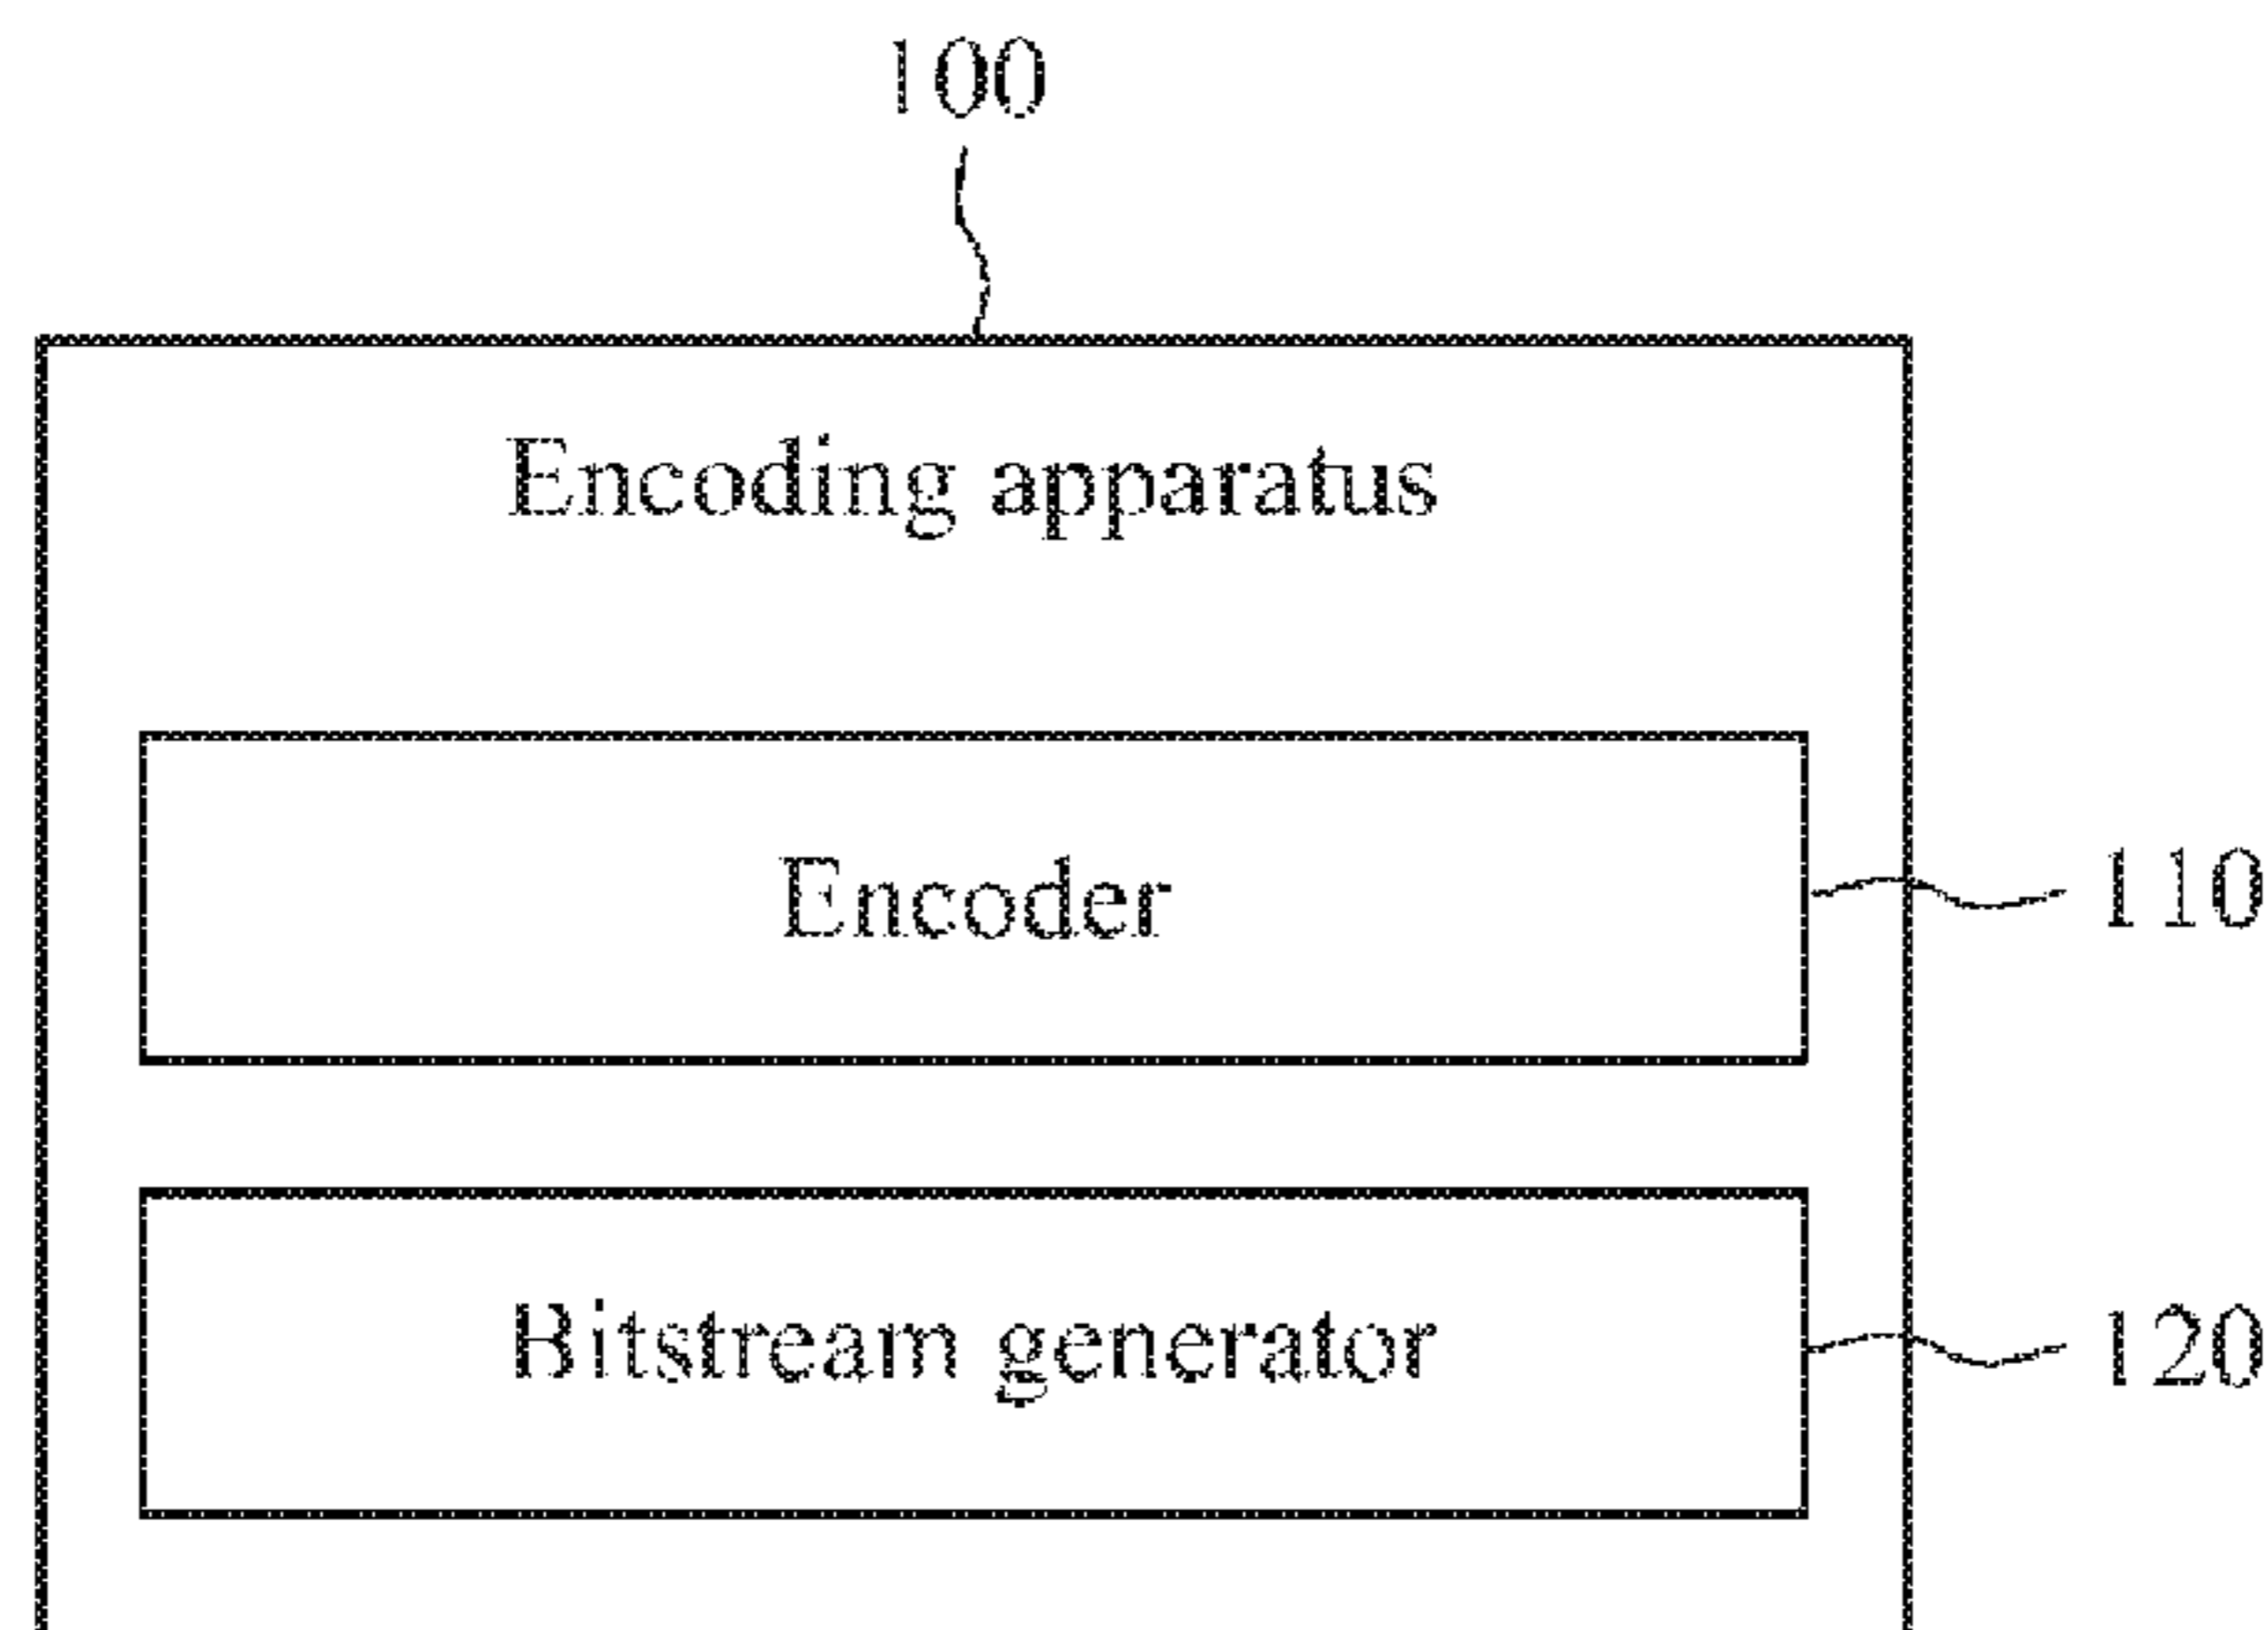 100
Encoding apparatus
Encoder
110
Bitstream generator
120